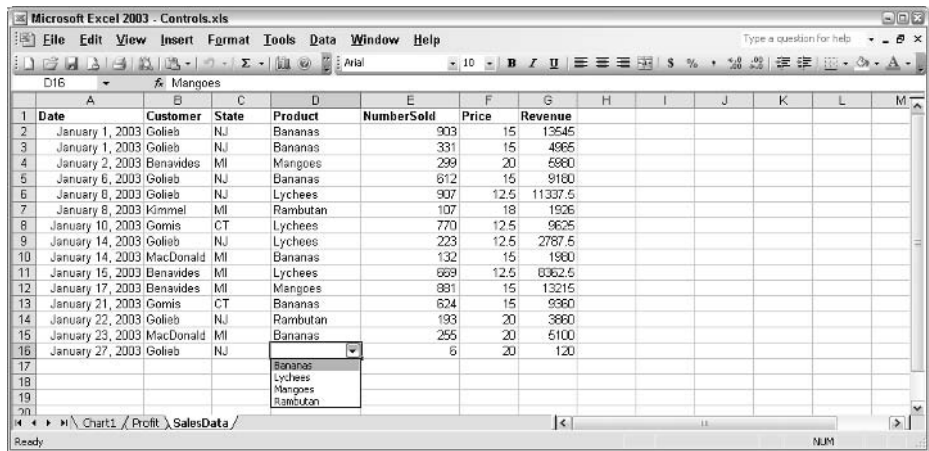 Microsoft Excel 2003 - Controls.xls
File Edit View Insert Format Tools Data Window Help Type a question for help
Arial 10 B I U $ % ,
D16 fx Mangoes
A B C D E F G H I J K L M
1 Date Customer State Product NumberSold Price Revenue
2 January 1, 2003 Golieb NJ Bananas 903 15 13545
3 January 1, 2003 Golieb NJ Bananas 331 15 4965
4 January 2, 2003 Benavides MI Mangoes 299 20 5980
5 January 6, 2003 Golieb NJ Bananas 612 15 9180
6 January 8, 2003 Golieb NJ Lychees 907 12.5 11337.5
7 January 8, 2003 Kimmel MI Rambutan 107 18 1926
8 January 10, 2003 Gomis CT Lychees 770 12.5 9625
9 January 14, 2003 Golieb NJ Lychees 223 12.5 2787.5
10 January 14, 2003 MacDonald MI Bananas 132 15 1980
11 January 15, 2003 Benavides MI Lychees 669 12.5 8362.5
12 January 17, 2003 Benavides MI Mangoes 881 15 13215
13 January 21, 2003 Gomis CT Bananas 624 15 9360
14 January 22, 2003 Golieb NJ Rambutan 193 20 3860
15 January 23, 2003 MacDonald MI Bananas 255 20 5100
16 January 27, 2003 Golieb NJ 6 20 120
17 Bananas
18 Lychees
19 Mangoes
20 Rambutan
Chart1 Profit SalesData
Ready NUM